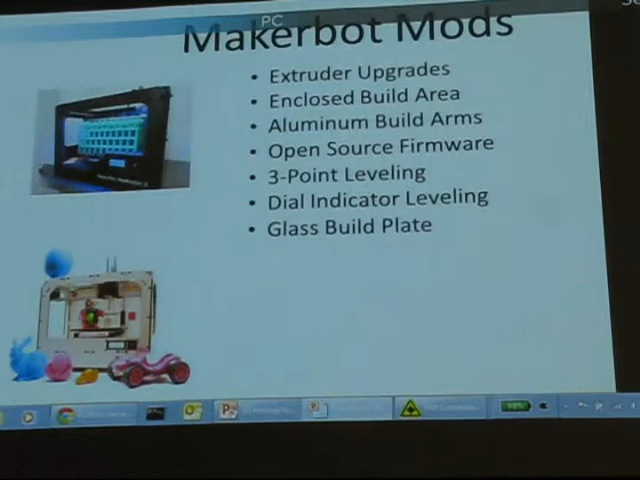 PC
Makerbot Mods
• Extruder Upgrades
• Enclosed Build Area
• Aluminum Build Arms
• Open Source Firmware
• 3-Point Leveling
• Dial Indicator Leveling
• Glass Build Plate